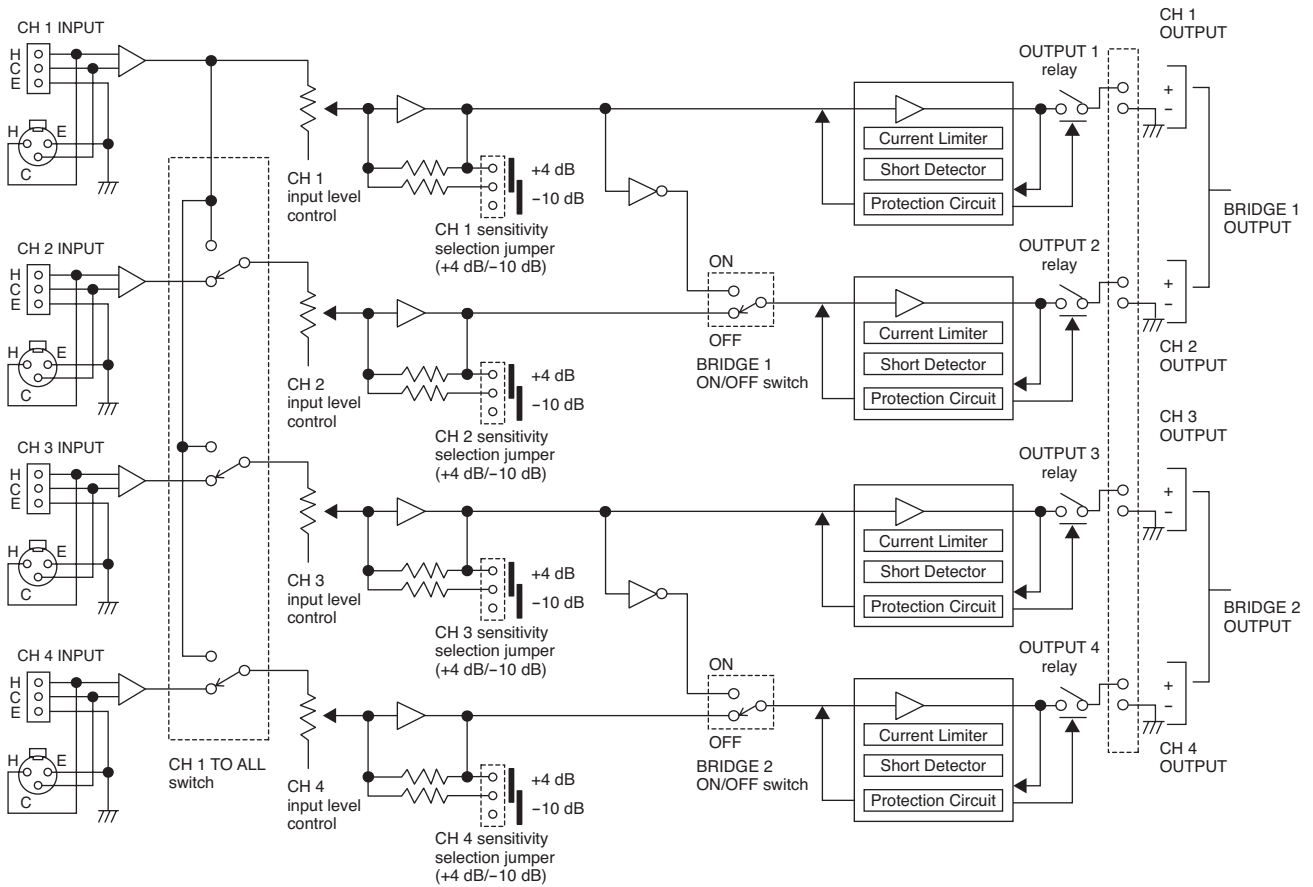 CH 1 INPUT
H
C
E
H
E
C
CH 1
input level
control
+4 dB
−10 dB
CH 1 sensitivity
selection jumper
(+4 dB/−10 dB)
Current Limiter
Short Detector
Protection Circuit
OUTPUT 1
relay
CH 1
OUTPUT
+
−
BRIDGE 1
OUTPUT
CH 2 INPUT
H
C
E
H
E
C
CH 2
input level
control
+4 dB
−10 dB
CH 2 sensitivity
selection jumper
(+4 dB/−10 dB)
ON
OFF
BRIDGE 1
ON/OFF switch
Current Limiter
Short Detector
Protection Circuit
OUTPUT 2
relay
+
−
CH 2
OUTPUT
CH 3 INPUT
H
C
E
H
E
C
CH 3
input level
control
+4 dB
−10 dB
CH 3 sensitivity
selection jumper
(+4 dB/−10 dB)
Current Limiter
Short Detector
Protection Circuit
OUTPUT 3
relay
CH 3
OUTPUT
+
−
BRIDGE 2
OUTPUT
CH 4 INPUT
H
C
E
H
E
C
CH 1 TO ALL
switch
CH 4
input level
control
+4 dB
−10 dB
CH 4 sensitivity
selection jumper
(+4 dB/−10 dB)
ON
OFF
BRIDGE 2
ON/OFF switch
Current Limiter
Short Detector
Protection Circuit
OUTPUT 4
relay
+
−
CH 4
OUTPUT